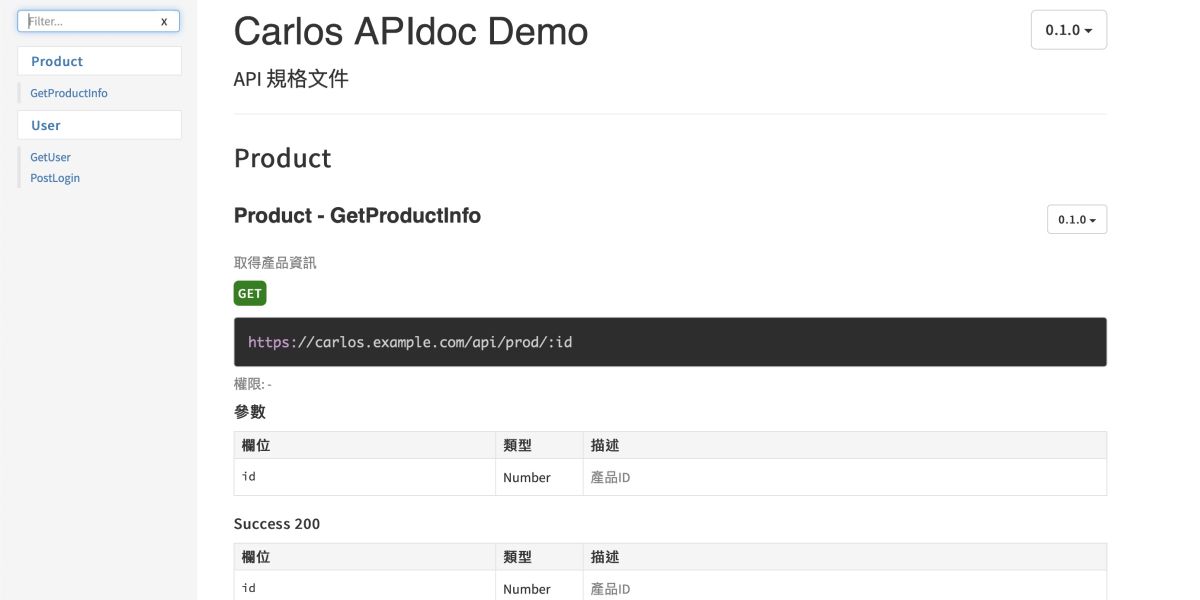 Filter...
x
Product
GetProductInfo
User
GetUser
PostLogin
Carlos APIdoc Demo
0.1.0
API 規格文件
Product
Product - GetProductInfo
0.1.0
取得產品資訊
GET
https://carlos.example.com/api/prod/:id
權限: -
參數
欄位 類型 描述
id Number 產品ID
Success 200
欄位 類型 描述
id Number 產品ID